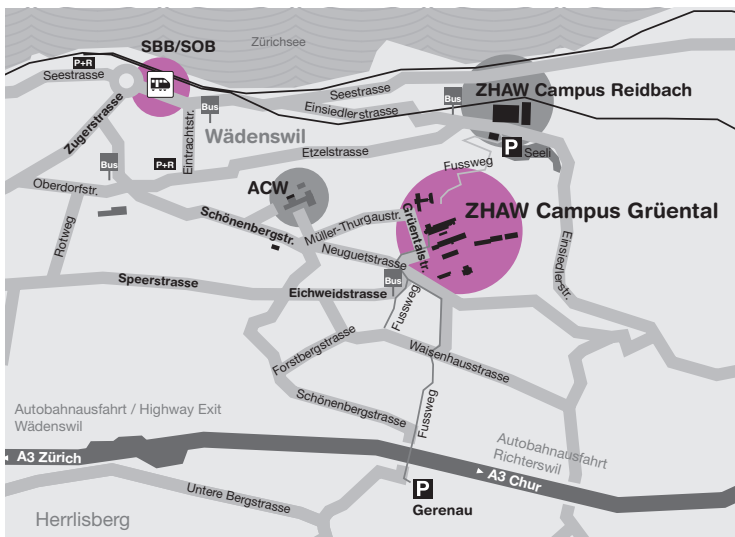 SBB/SOB
Zürichsee
P+R
Seestrasse
Seestrasse
ZHAW Campus Reidbach
Bus
Bus
Einsiedlerstrasse
Zugerstrasse
Eintrachtstr.
Wädenswil
Bus
P+R
Etzelstrasse
P
Seeli
Fussweg
Oberdorfstr.
ACW
Rotweg
Schönenbergstr.
Müller-Thurgaustr.
Grüentalstr.
ZHAW Campus Grüental
Neuguetstrasse
Einsiedler
str.
Speerstrasse
Bus
Eichweidstrasse
Fussweg
Forstbergstrasse
Waisenhausstrasse
Schönenbergstrasse
Fussweg
Autobahnausfahrt / Highway Exit
Wädenswil
Autobahnausfahrt
Richterswil
A3 Zürich
A3 Chur
Untere Bergstrasse
P
Gerenau
Herrlisberg